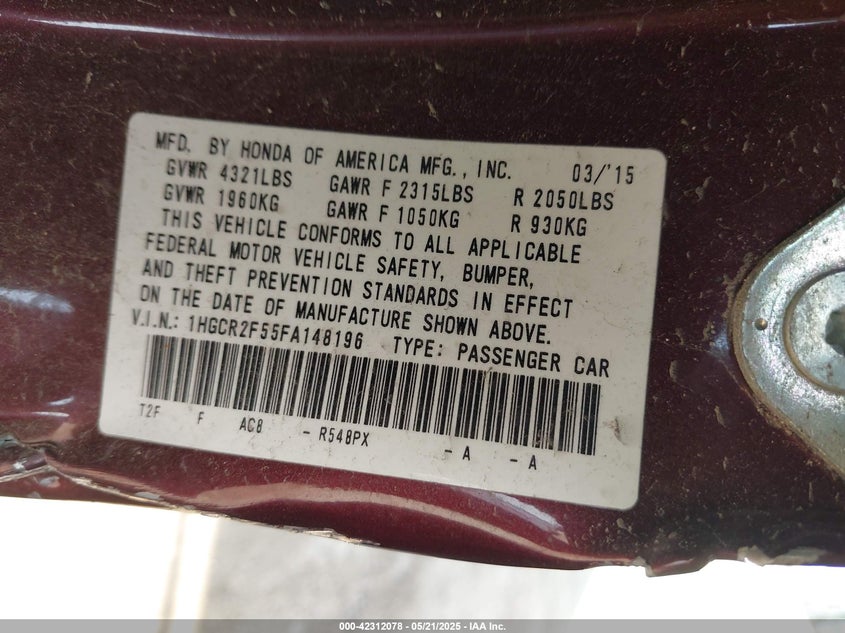 MFD. BY HONDA OF AMERICA MFG., INC. 03/'15
GVWR 4321LBS GAWR F 2315LBS R 2050LBS
GVWR 1960KG GAWR F 1050KG R 930KG
THIS VEHICLE CONFORMS TO ALL APPLICABLE
FEDERAL MOTOR VEHICLE SAFETY, BUMPER,
AND THEFT PREVENTION STANDARDS IN EFFECT
ON THE DATE OF MANUFACTURE SHOWN ABOVE.
V.I.N.: 1HGCR2F55FA148196 TYPE: PASSENGER CAR
T2F F AC8 - R548PX - A - A
000-42312078 - 05/21/2025 - IAA Inc.